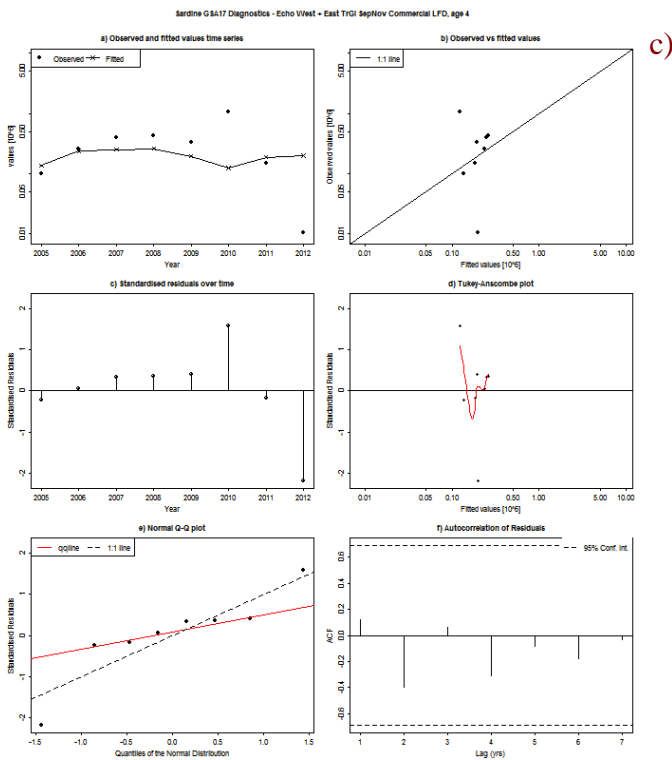 Sardine GSA17 Diagnostics - Echo West + East TrGI SepNov Commercial LFD, age 4
c)
a) Observed and fitted values time series
Observed Fitted
values [10^6]
5.00
0.50
0.05
0.01
2005 2006 2007 2008 2009 2010 2011 2012
Year
b) Observed vs fitted values
1:1 line
Observed values [10^6]
5.00
0.50
0.05
0.01
0.01 0.10 0.50 1.00 5.00 10.00
Fitted values [10^6]
c) Standardised residuals over time
Standardised Residuals
2
1
0
-1
-2
2005 2006 2007 2008 2009 2010 2011 2012
Year
d) Tukey-Anscombe plot
Standardised Residuals
2
1
0
-1
-2
0.01 0.10 0.50 1.00 5.00 10.00
Fitted values [10^6]
e) Normal Q-Q plot
qqline 1:1 line
Standardised Residuals
2
1
0
-1
-2
-1.5 -1.0 -0.5 0.0 0.5 1.0 1.5
Quantiles of the Normal Distribution
f) Autocorrelation of Residuals
95% Conf. Int.
ACF
0.6
0.4
0.2
0.0
-0.2
-0.4
-0.6
1 2 3 4 5 6 7
Lag (yrs)